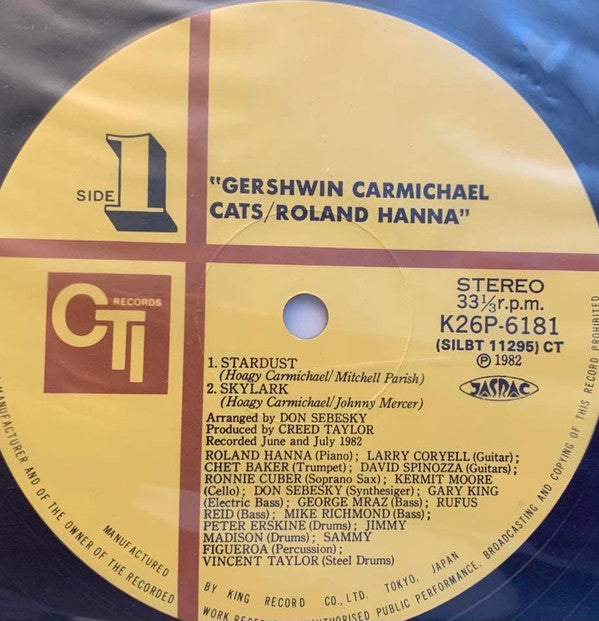 SIDE 1
"GERSHWIN CARMICHAEL
CATS/ROLAND HANNA"
CTI RECORDS
STEREO
33⅓r.p.m.
K26P-6181
(SILBT 11295) CT
Ⓟ 1982
JASRAC
1. STARDUST
(Hoagy Carmichael/Mitchell Parish)
2. SKYLARK
(Hoagy Carmichael/Johnny Mercer)
Arranged by DON SEBESKY
Produced by CREED TAYLOR
Recorded June and July 1982
ROLAND HANNA(Piano); LARRY CORYELL(Guitar);
CHET BAKER(Trumpet); DAVID SPINOZZA(Guitars);
RONNIE CUBER(Soprano Sax); KERMIT MOORE
(Cello); DON SEBESKY(Synthesiger); GARY KING
(Electric Bass); GEORGE MRAZ(Bass); RUFUS
REID(Bass); MIKE RICHMOND(Bass);
PETER ERSKINE(Drums); JIMMY
MADISON(Drums); SAMMY
FIGUEROA(Percussion);
VINCENT TAYLOR(Steel Drums)
MANUFACTURED BY KING RECORD CO., LTD. TOKYO, JAPAN
MANUFACTURER AND OF THE OWNER OF THE RECORDED WORK
PUBLIC PERFORMANCE, BROADCASTING AND COPYING OF THIS RECORD PROHIBITED